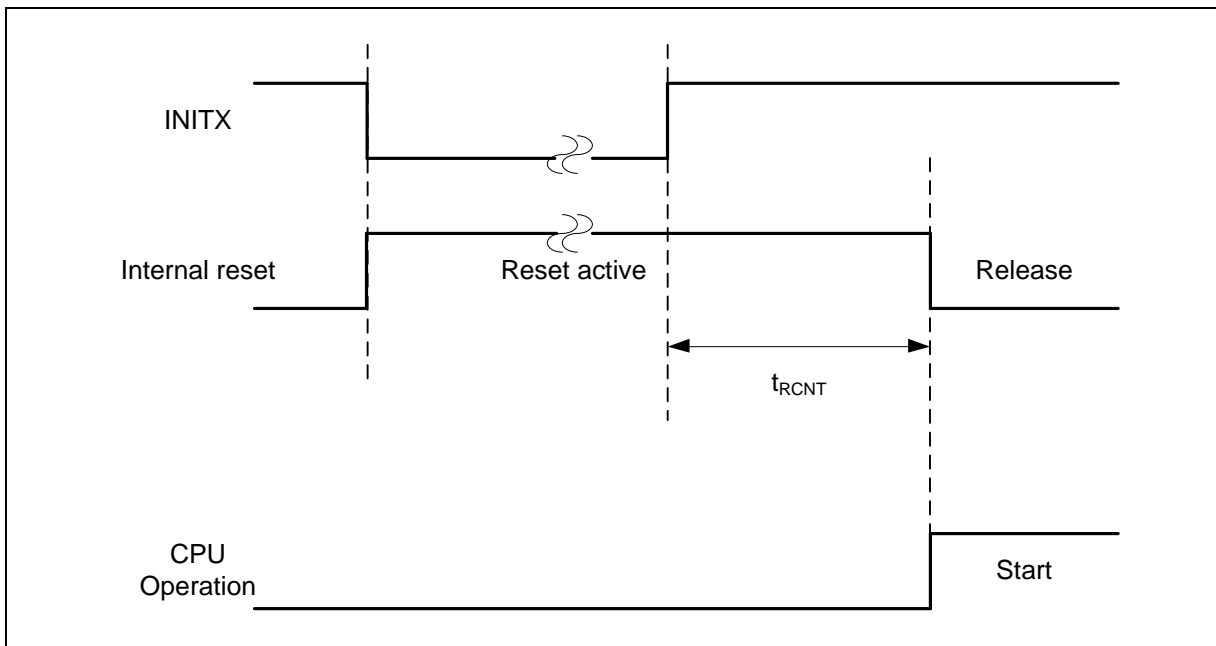 INITX
Internal reset
Reset active
Release
tRCNT
CPU
Operation
Start